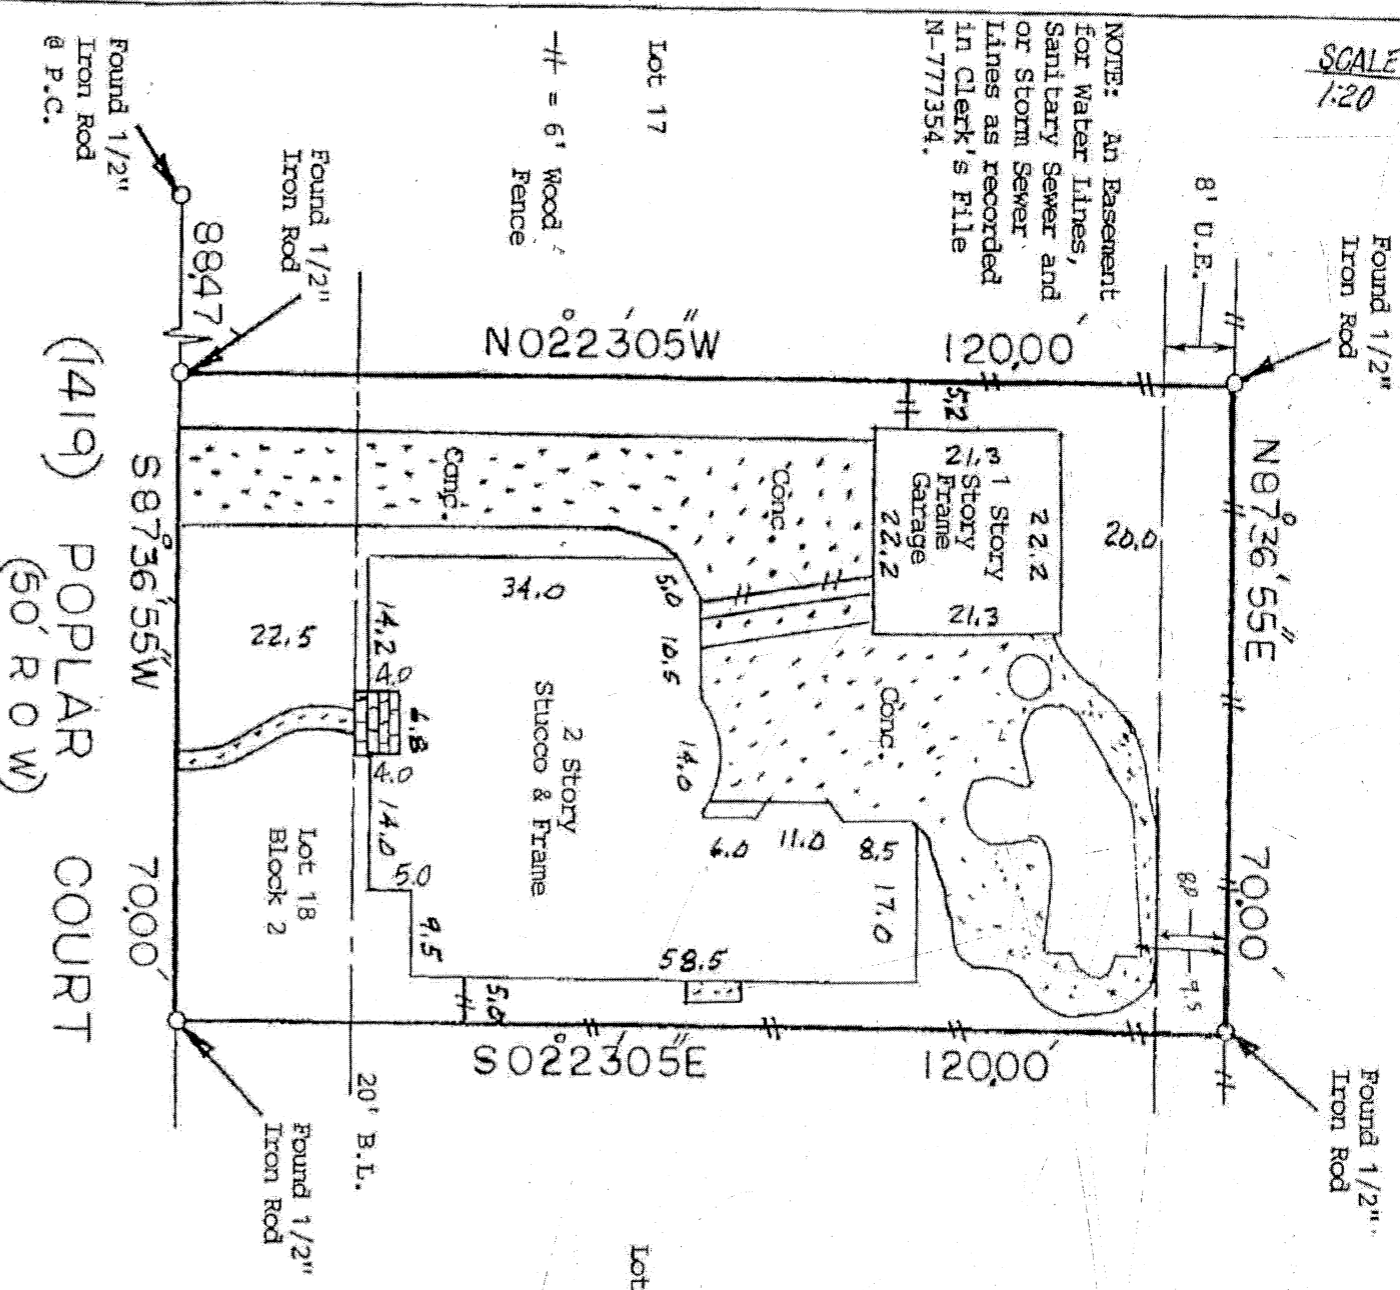 SCALE
1:20
NOTE: An Easement
for Water Lines,
Sanitary Sewer and
or Storm Sewer
Lines as recorded
in Clerk's File
N-777354.
Lot 17
-//- = 6' Wood
Fence
Found 1/2"
Iron Rod
@ P.C.
Found 1/2"
Iron Rod
88.47'
8' U.E.
Found 1/2"
Iron Rod
N 02°23'05" W
120.00'
N 87°36'55" E
70.00'
5.2
21.3
1 Story
Story
Frame
Garage
22.2
22.2
21.3
20.0
Conc.
Conc.
Conc.
34.0
5.0
10.5
14.0
6.0
11.0
8.5
17.0
58.5
14.2
4.0
6.8
4.0
14.0
5.0
9.5
5.0
22.5
2 Story
Stucco & Frame
Lot 18
Block 2
8.0
9.5
S 02°23'05" E
120.00'
20' B.L.
Found 1/2"
Iron Rod
Found 1/2"
Iron Rod
Lot
S 87°36'55" W
70.00'
(1419) POPLAR COURT
(50' R O W)